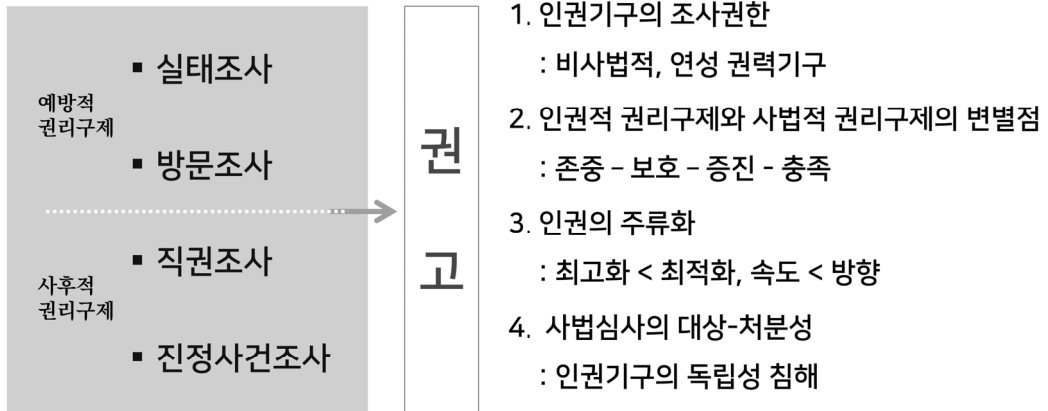 예방적
권리구제
▪ 실태조사
▪ 방문조사
사후적
권리구제
▪ 직권조사
▪ 진정사건조사
권
고
1. 인권기구의 조사권한
: 비사법적, 연성 권력기구
2. 인권적 권리구제와 사법적 권리구제의 변별점
: 존중 – 보호 – 증진 - 충족
3. 인권의 주류화
: 최고화 < 최적화, 속도 < 방향
4. 사법심사의 대상-처분성
: 인권기구의 독립성 침해